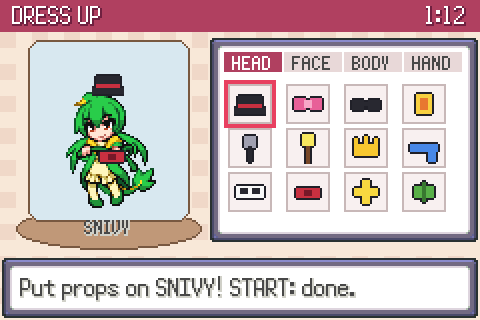 DRESS UP 1:12
HEAD FACE BODY HAND
SNIVY
Put props on SNIVY! START: done.